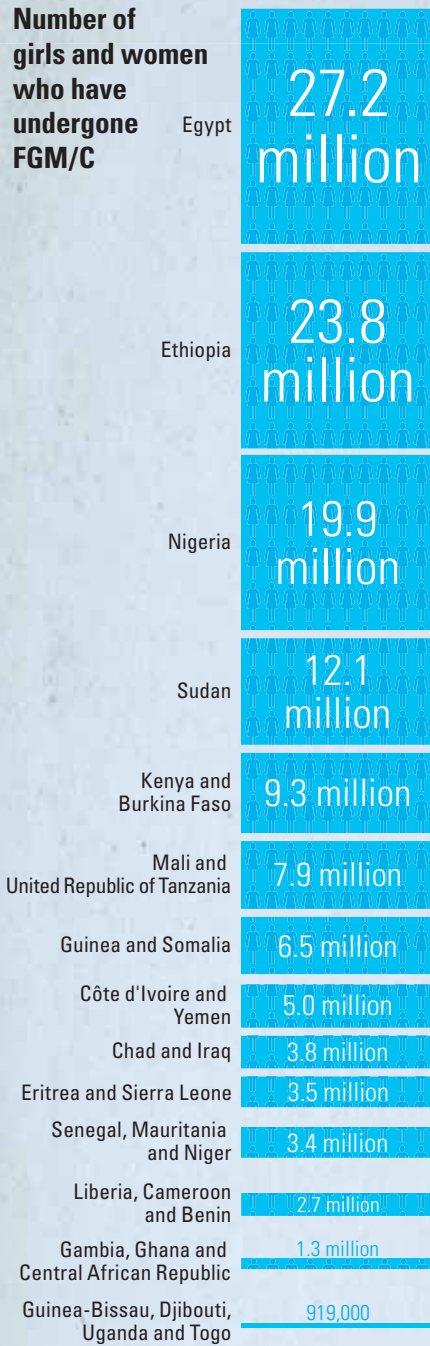 Number of
girls and women
who have
undergone
FGM/C
Egypt
27.2
million
Ethiopia
23.8
million
Nigeria
19.9
million
Sudan
12.1
million
Kenya and
Burkina Faso
9.3 million
Mali and
United Republic of Tanzania
7.9 million
Guinea and Somalia
6.5 million
Côte d'Ivoire and
Yemen
5.0 million
Chad and Iraq
3.8 million
Eritrea and Sierra Leone
3.5 million
Senegal, Mauritania
and Niger
3.4 million
Liberia, Cameroon
and Benin
2.7 million
Gambia, Ghana and
Central African Republic
1.3 million
Guinea-Bissau, Djibouti,
Uganda and Togo
919,000